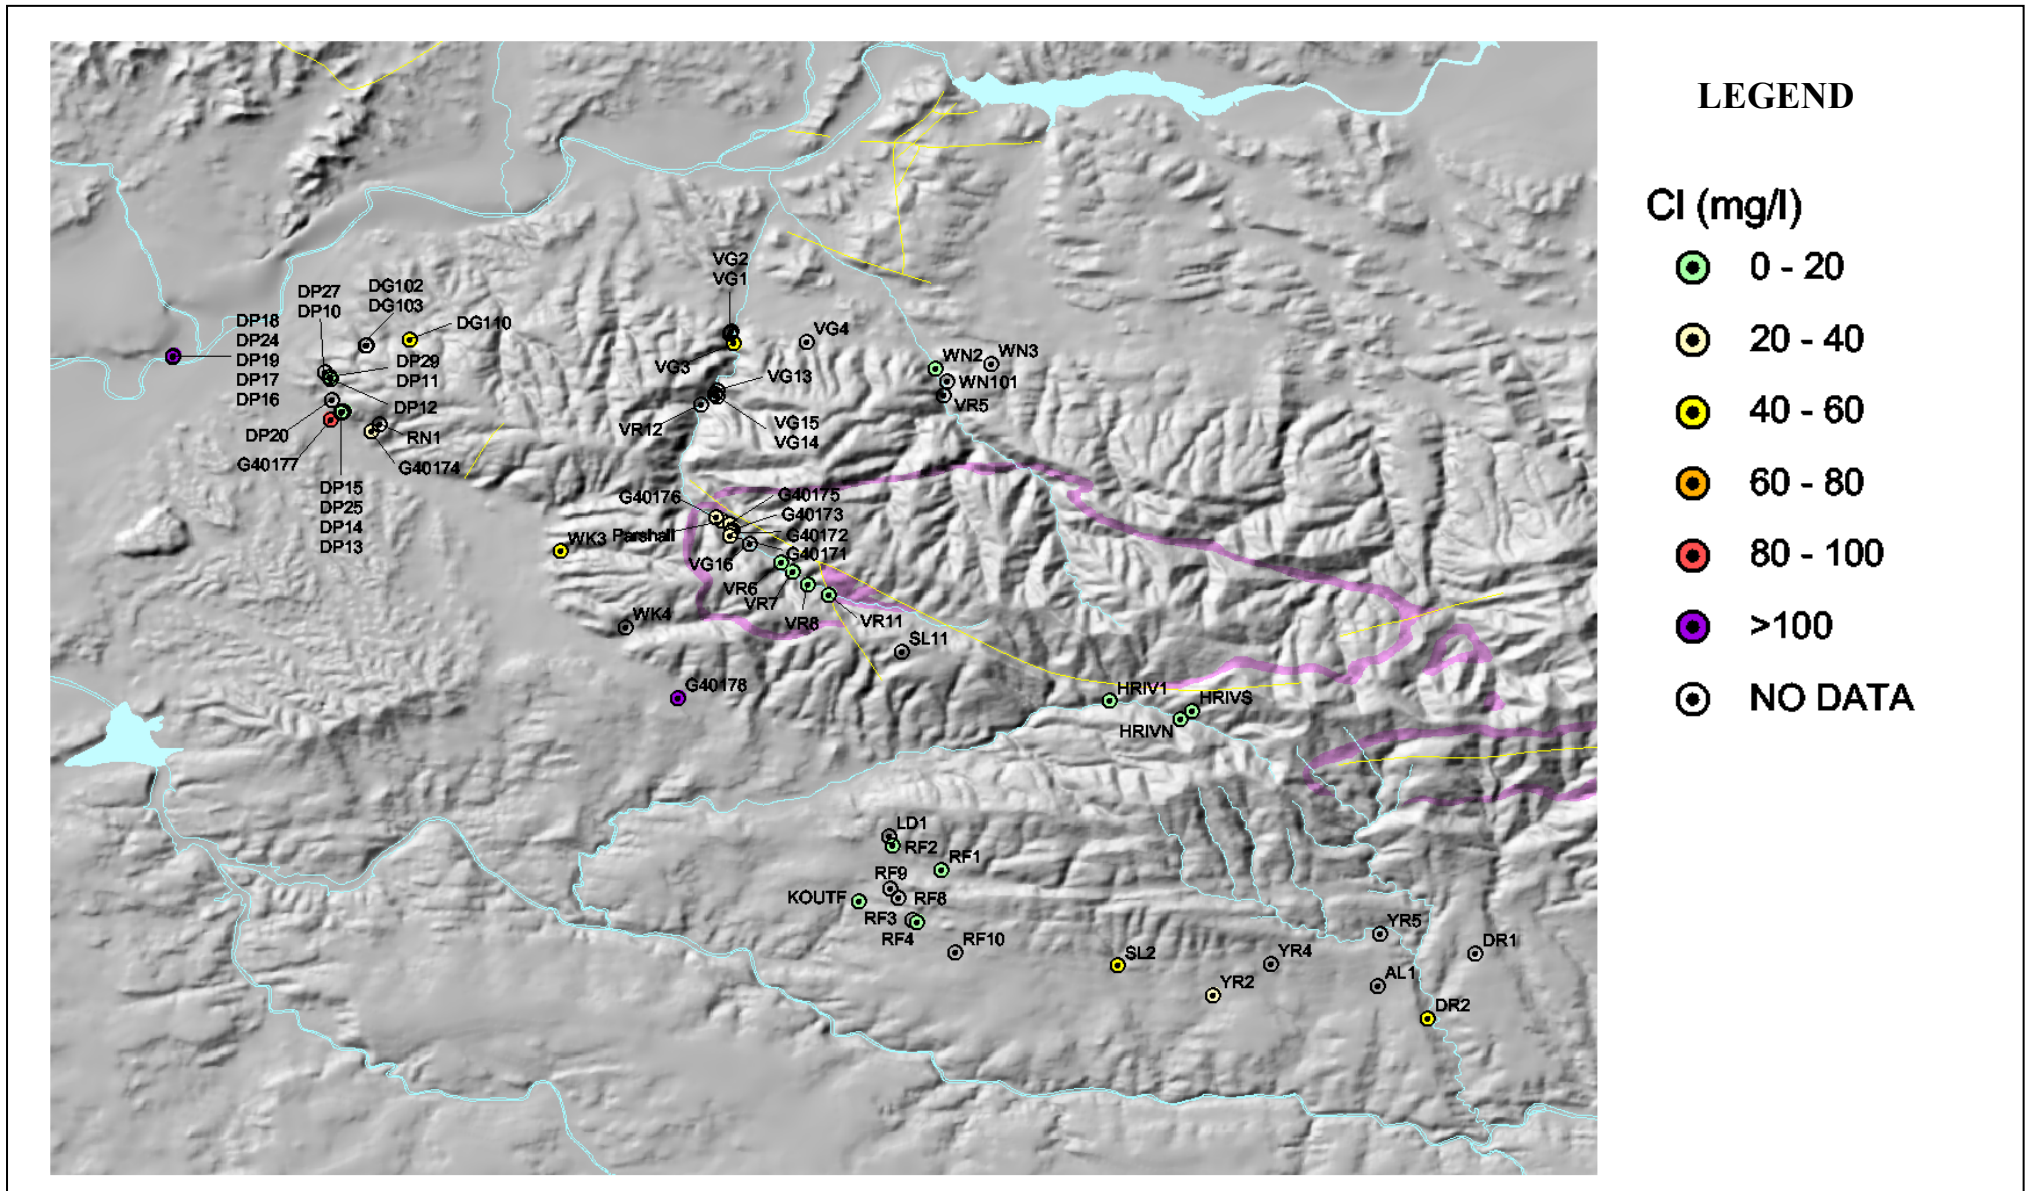 LEGEND
Cl (mg/l)
0 - 20
20 - 40
40 - 60
60 - 80
80 - 100
>100
NO DATA
VG2
VG1
DP27
DP10
DG102
DG103
DG110
DP18
DP24
DP19
DP17
DP16
DP29
DP11
DP12
DP20
RN1
G40177
G40174
DP15
DP25
DP14
DP13
VG3
VG4
VG13
VG15
VG14
VR12
WN2
WN3
WN101
VR5
G40176
G40175
G40173
Parshall
G40172
G40171
VG16
WK3
VR6
VR7
VR8
VR11
WK4
SL11
G40178
HRIV1
HRIVS
HRIVN
LD1
RF2
RF1
RF9
KOUTF
RF8
RF3
RF4
RF10
SL2
YR2
YR4
YR5
AL1
DR1
DR2